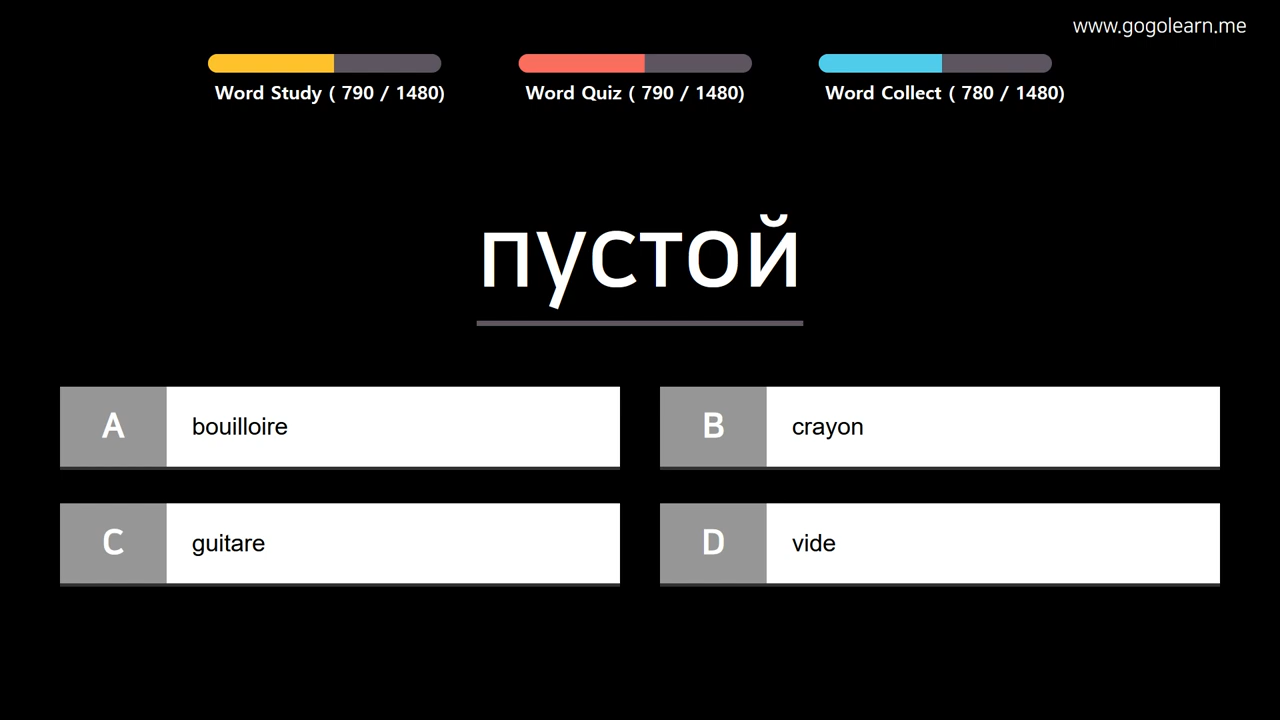 www.gogolearn.me
Word Study ( 790 / 1480)
Word Quiz ( 790 / 1480)
Word Collect ( 780 / 1480)
пустой
A bouilloire
B crayon
C guitare
D vide